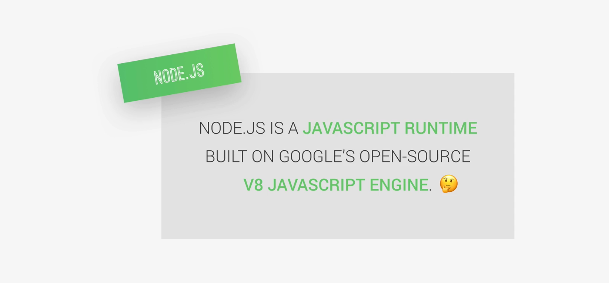 NODE.JS
NODE.JS IS A JAVASCRIPT RUNTIME
BUILT ON GOOGLE'S OPEN-SOURCE
V8 JAVASCRIPT ENGINE. 🤔